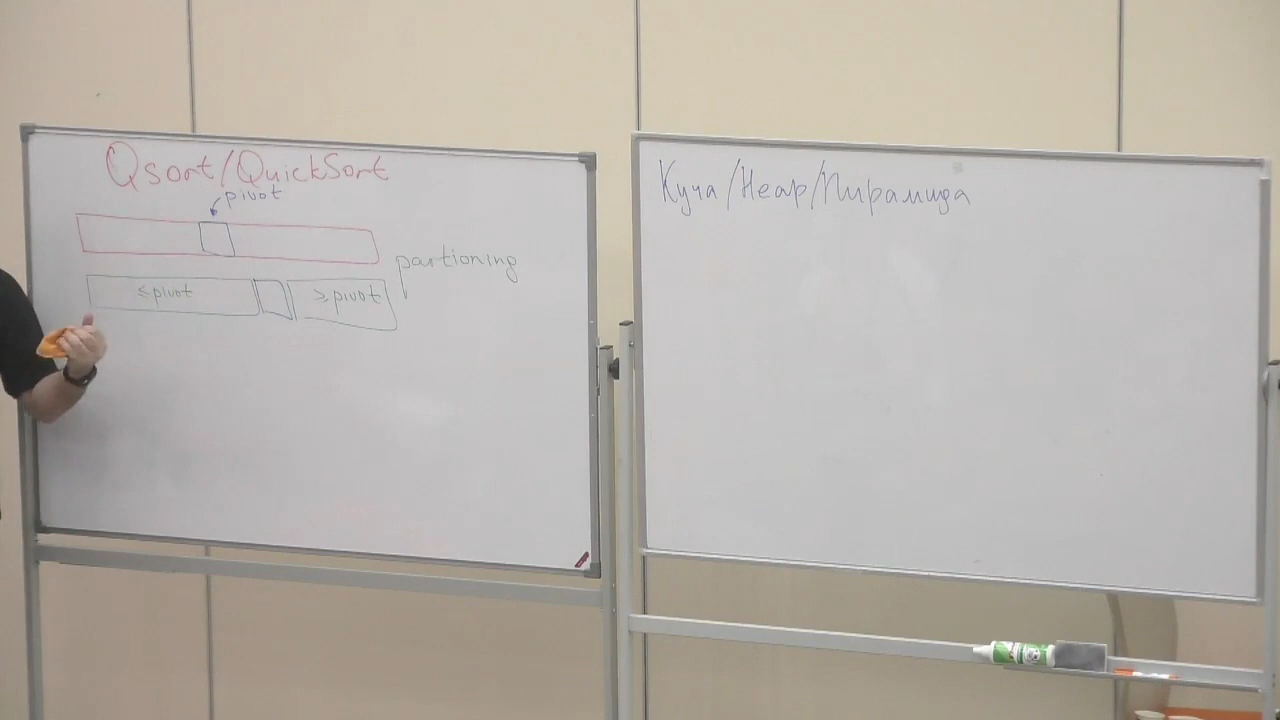 Qsort/QuickSort
pivot
partioning
≤pivot
≥pivot
Куча/Heap/Пирамида